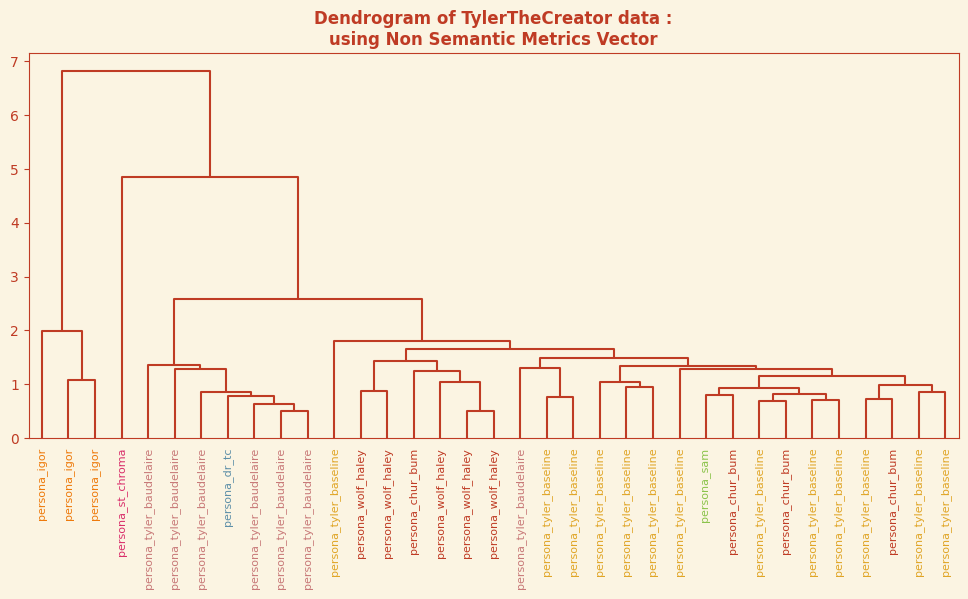 Dendrogram of TylerTheCreator data :
using Non Semantic Metrics Vector
7
6
5
4
3
2
1
0
persona_igor
persona_igor
persona_igor
persona_st_chroma
persona_tyler_baudelaire
persona_tyler_baudelaire
persona_tyler_baudelaire
persona_dr_tc
persona_tyler_baudelaire
persona_tyler_baudelaire
persona_tyler_baudelaire
persona_tyler_baseline
persona_wolf_haley
persona_wolf_haley
persona_chur_bum
persona_wolf_haley
persona_wolf_haley
persona_wolf_haley
persona_tyler_baudelaire
persona_tyler_baseline
persona_tyler_baseline
persona_tyler_baseline
persona_tyler_baseline
persona_tyler_baseline
persona_tyler_baseline
persona_sam
persona_chur_bum
persona_tyler_baseline
persona_chur_bum
persona_tyler_baseline
persona_tyler_baseline
persona_tyler_baseline
persona_chur_bum
persona_tyler_baseline
persona_tyler_baseline